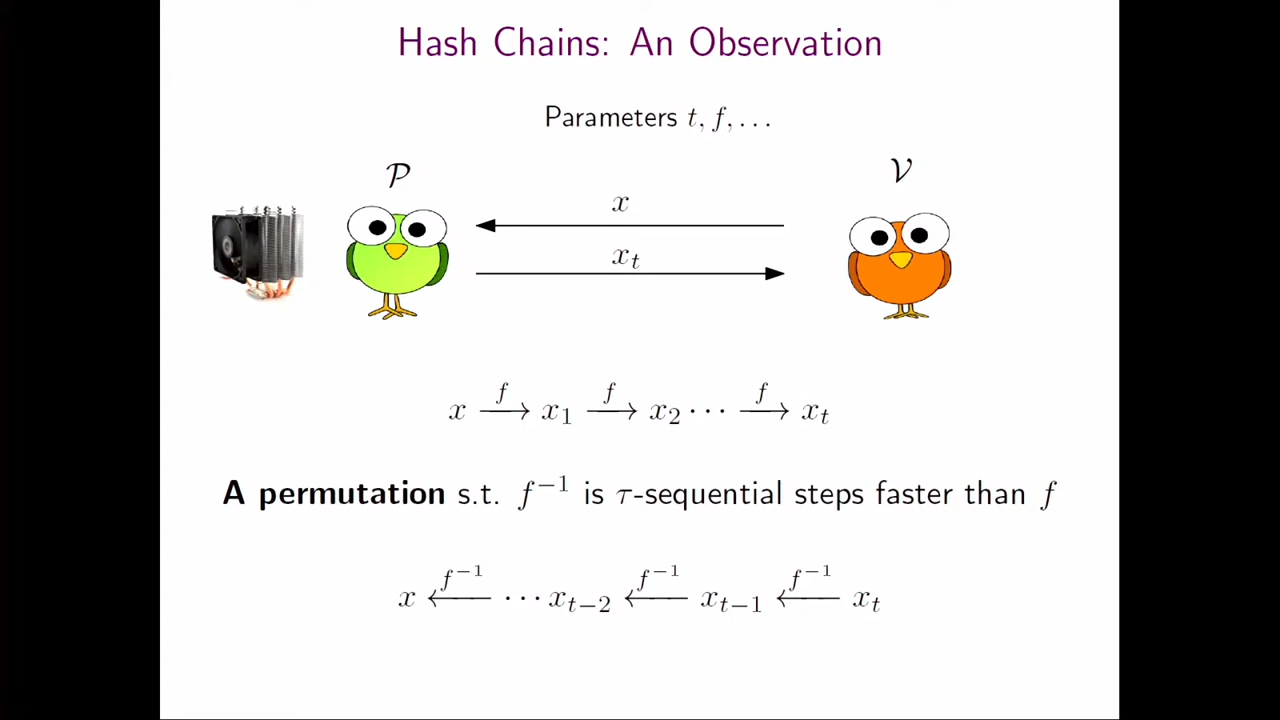 Hash Chains: An Observation
Parameters t, f, …
𝒫
𝒱
x
x_t
x —f→ x_1 —f→ x_2 ⋯ —f→ x_t
A permutation s.t. f^{-1} is τ-sequential steps faster than f
x ←f^{-1}— ⋯ x_{t-2} ←f^{-1}— x_{t-1} ←f^{-1}— x_t